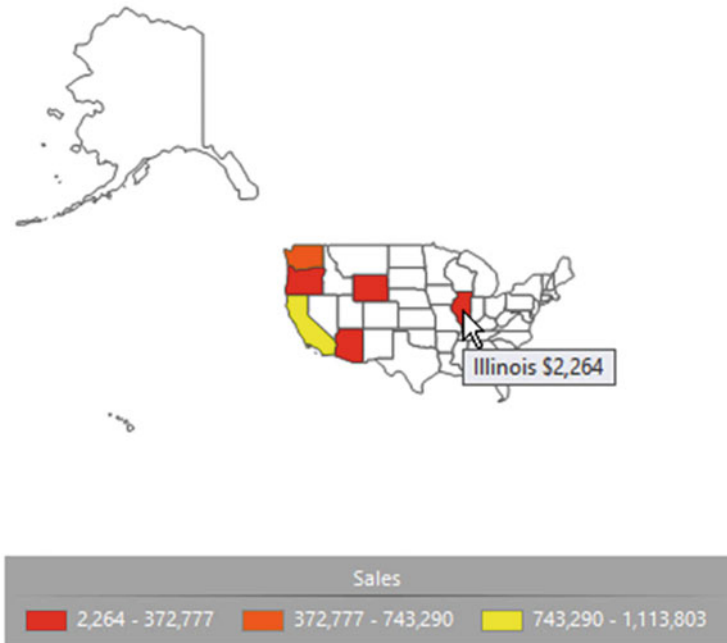 Illinois $2,264
Sales
2,264 - 372,777 372,777 - 743,290 743,290 - 1,113,803